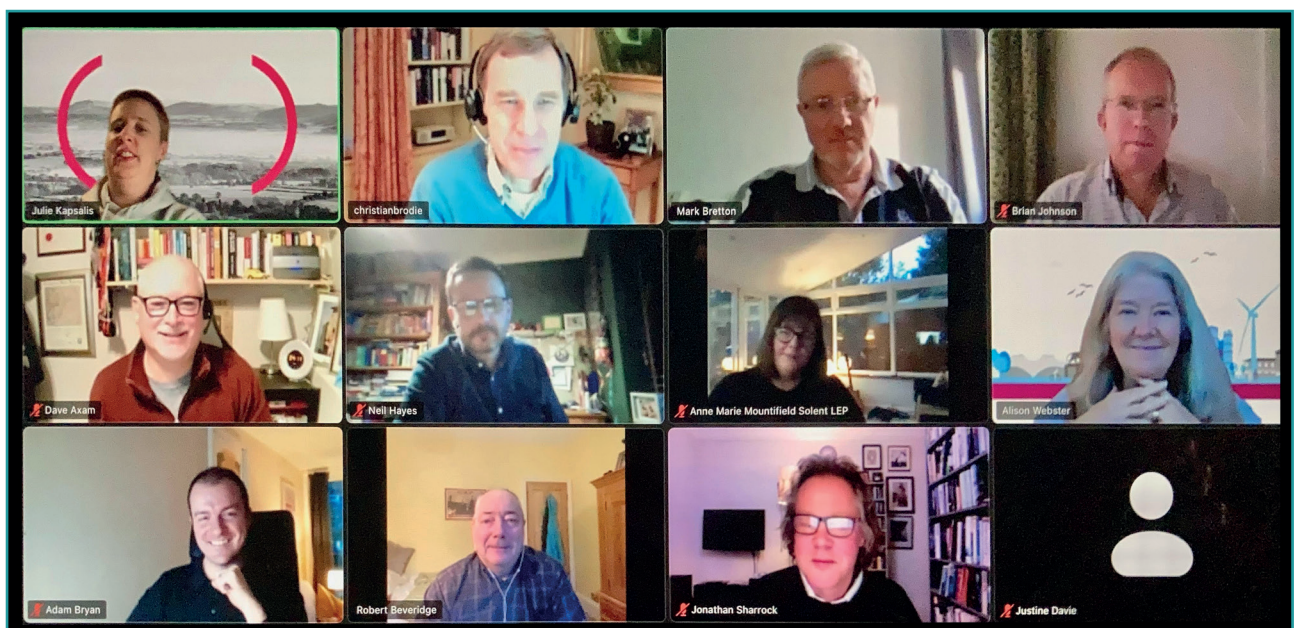 Julie Kapsalis
christianbrodie
Mark Bretton
Brian Johnson
Dave Axam
Neil Hayes
Anne Marie Mountifield Solent LEP
Alison Webster
Adam Bryan
Robert Beveridge
Jonathan Sharrock
Justine Davie